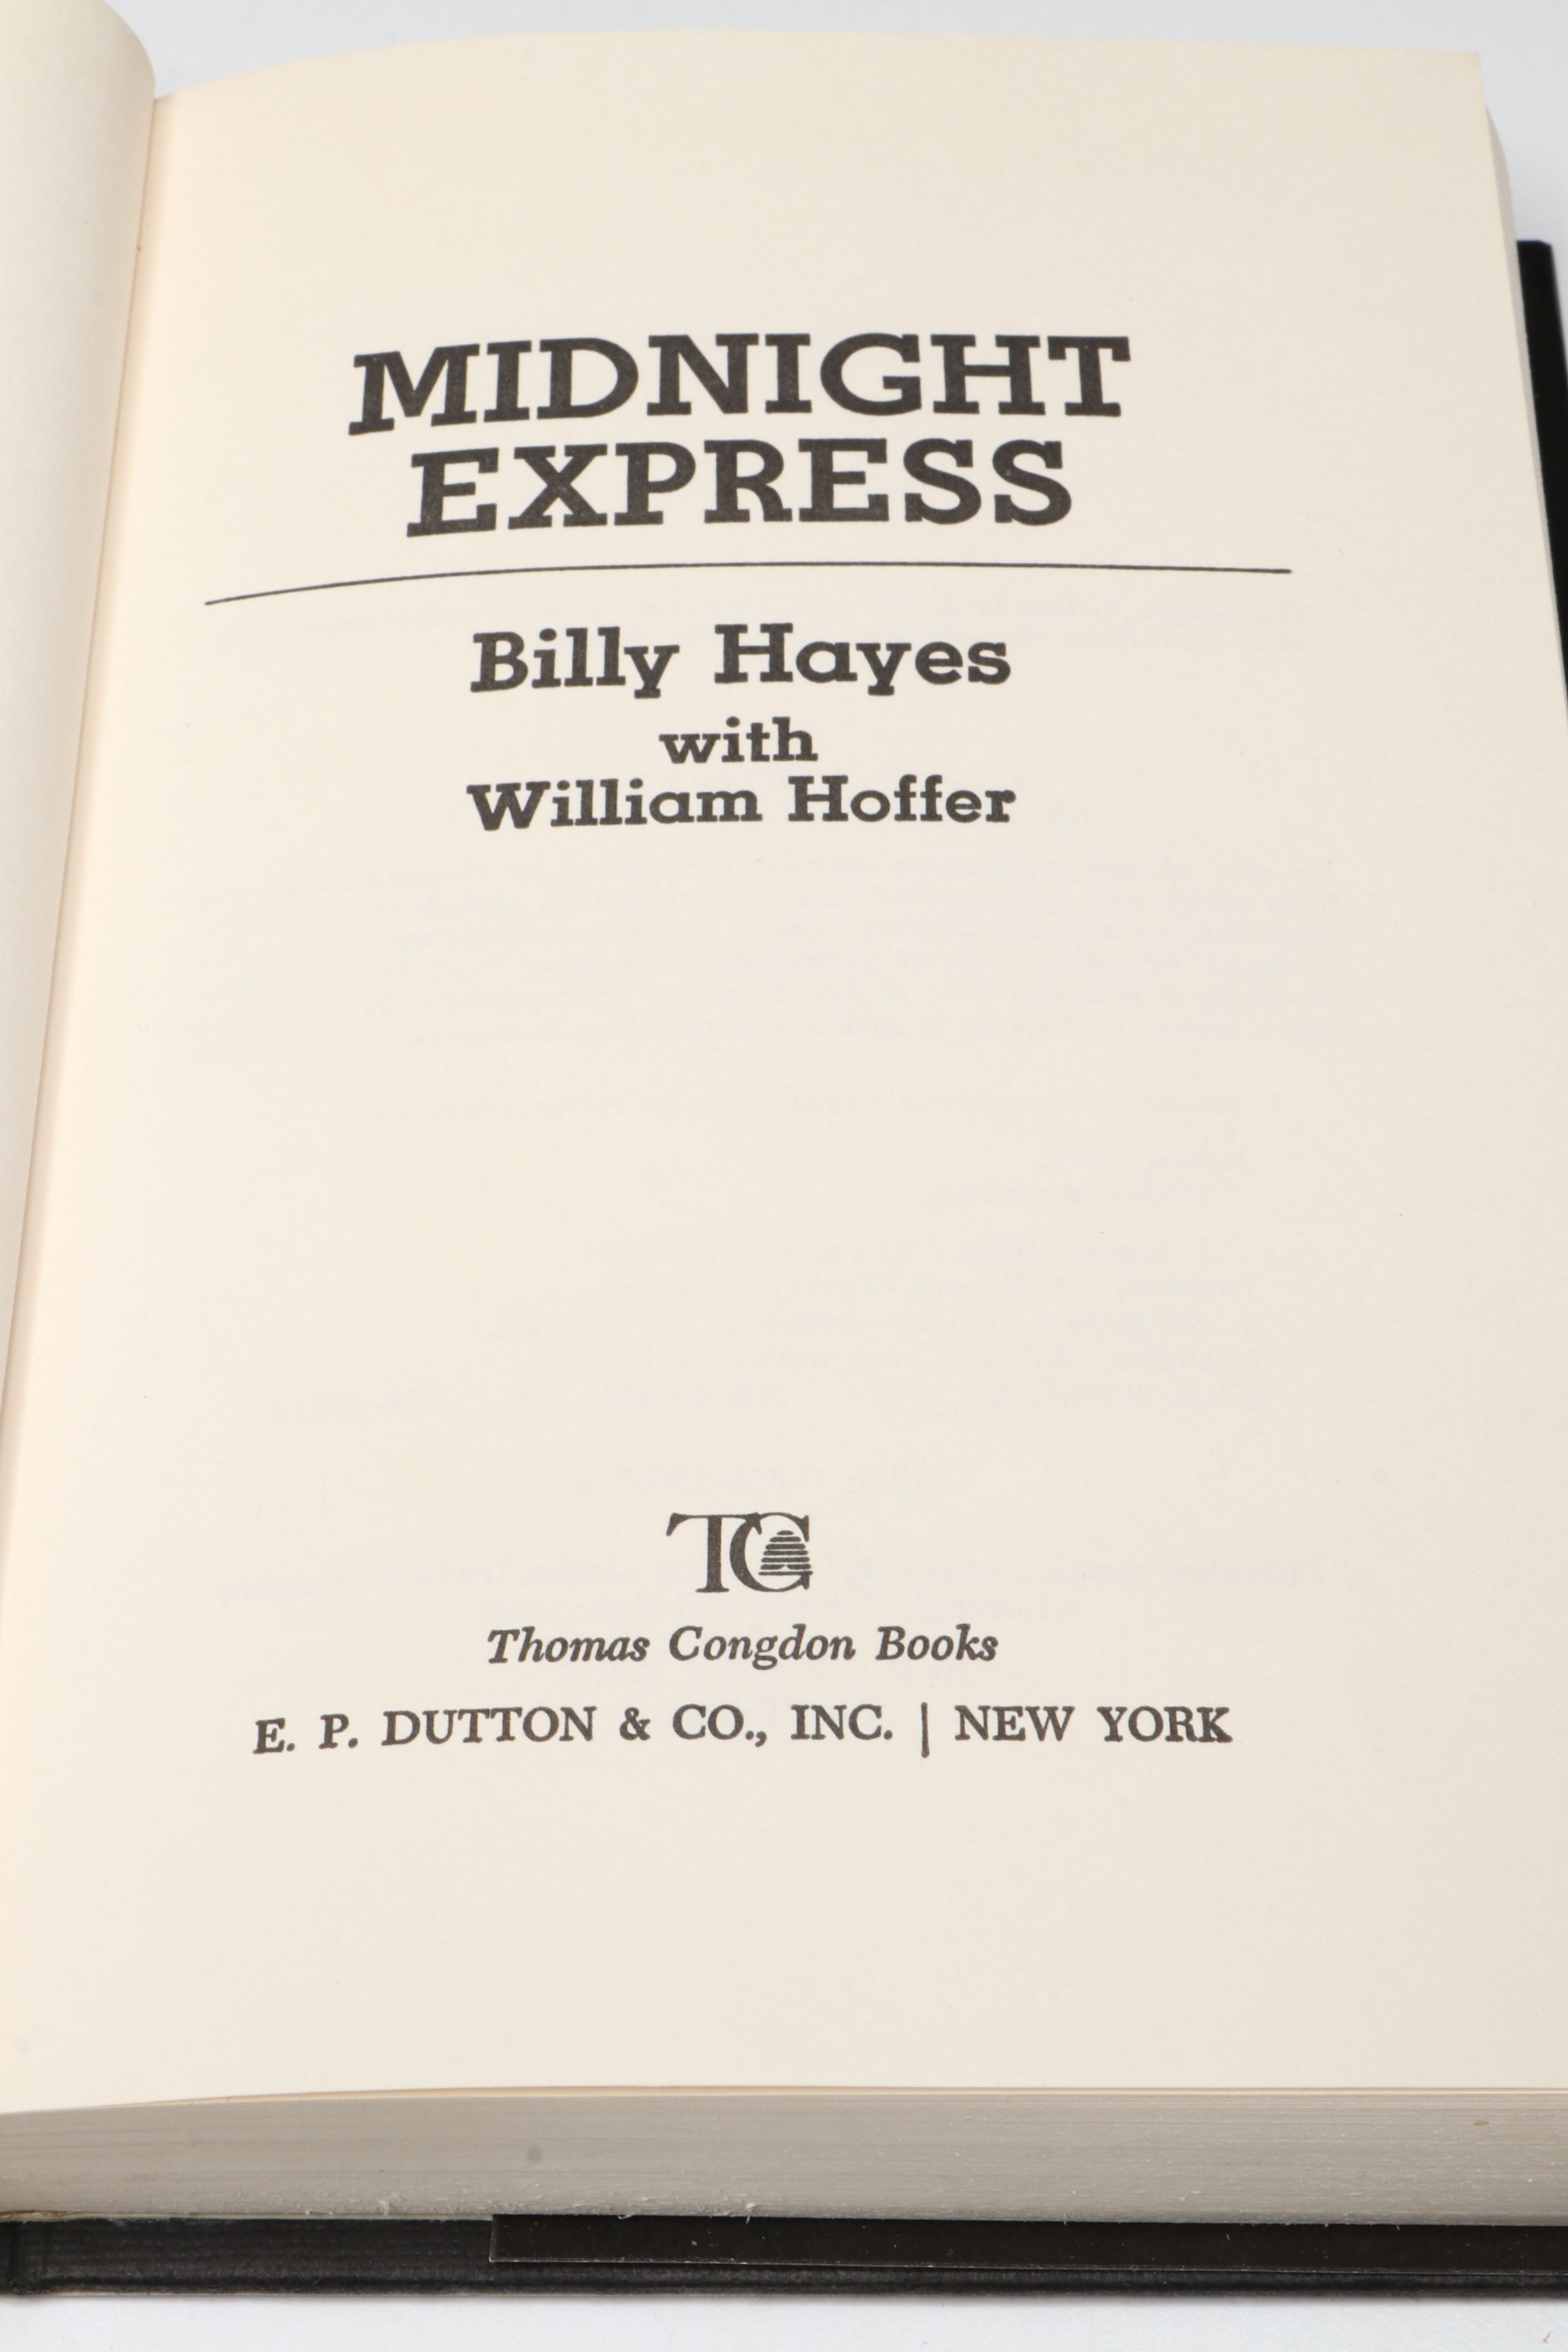 MIDNIGHT
EXPRESS
Billy Hayes
with
William Hoffer
TC
Thomas Congdon Books
E. P. DUTTON & CO., INC. | NEW YORK